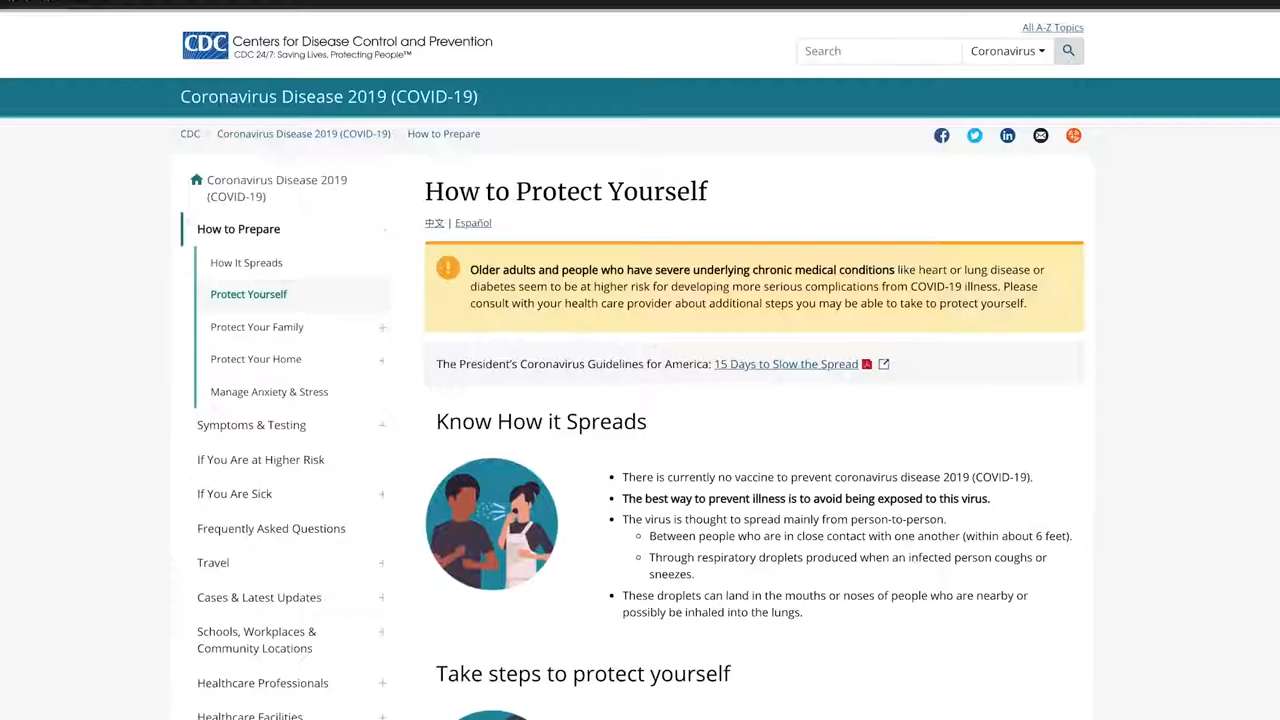 All A-Z Topics
CDC Centers for Disease Control and Prevention
CDC 24/7: Saving Lives, Protecting People™
Search
Coronavirus
Coronavirus Disease 2019 (COVID-19)
CDC
Coronavirus Disease 2019 (COVID-19)
How to Prepare
Coronavirus Disease 2019
(COVID-19)
How to Prepare
How It Spreads
Protect Yourself
Protect Your Family
Protect Your Home
Manage Anxiety & Stress
Symptoms & Testing
If You Are at Higher Risk
If You Are Sick
Frequently Asked Questions
Travel
Cases & Latest Updates
Schools, Workplaces &
Community Locations
Healthcare Professionals
Healthcare Facilities
How to Protect Yourself
中文 | Español
Older adults and people who have severe underlying chronic medical conditions like heart or lung disease or
diabetes seem to be at higher risk for developing more serious complications from COVID-19 illness. Please
consult with your health care provider about additional steps you may be able to take to protect yourself.
The President's Coronavirus Guidelines for America: 15 Days to Slow the Spread
Know How it Spreads
There is currently no vaccine to prevent coronavirus disease 2019 (COVID-19).
The best way to prevent illness is to avoid being exposed to this virus.
The virus is thought to spread mainly from person-to-person.
Between people who are in close contact with one another (within about 6 feet).
Through respiratory droplets produced when an infected person coughs or
sneezes.
These droplets can land in the mouths or noses of people who are nearby or
possibly be inhaled into the lungs.
Take steps to protect yourself